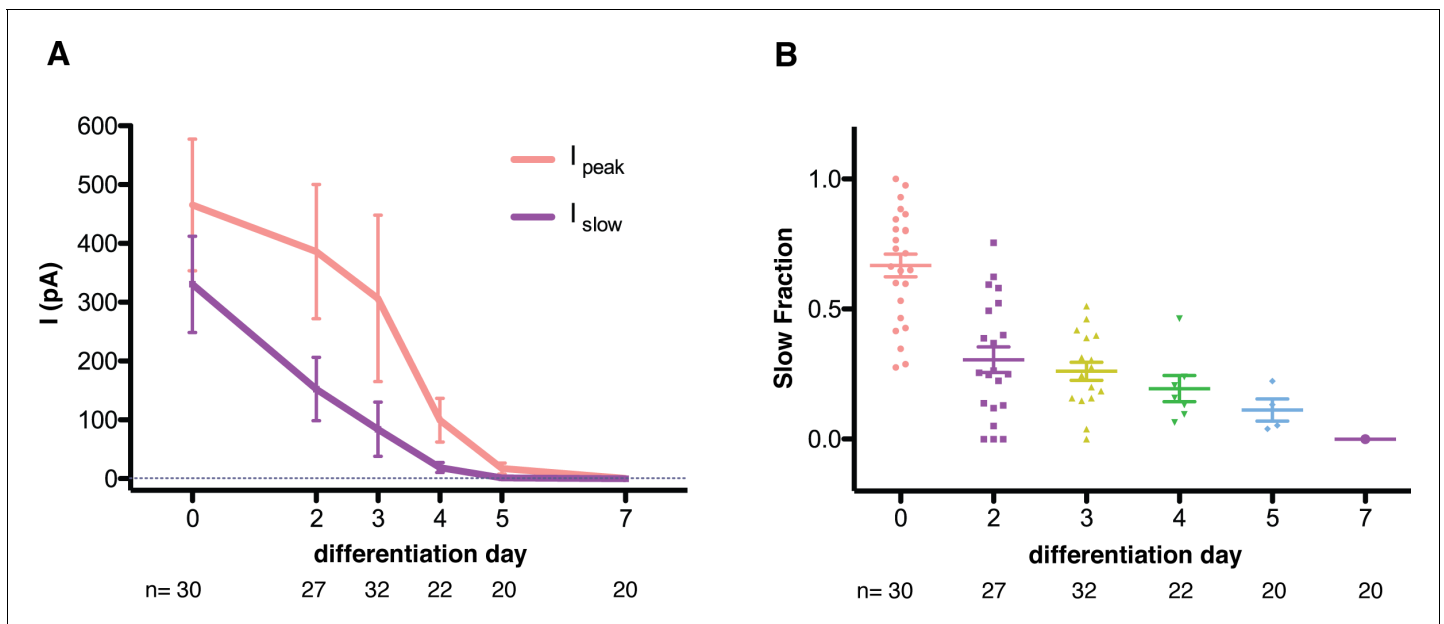 A
600
500
400
300
200
100
0
I (pA)
I peak
I slow
0 2 3 4 5 7
differentiation day
n= 30 27 32 22 20 20
B
1.0
0.5
0.0
Slow Fraction
0 2 3 4 5 7
differentiation day
n= 30 27 32 22 20 20